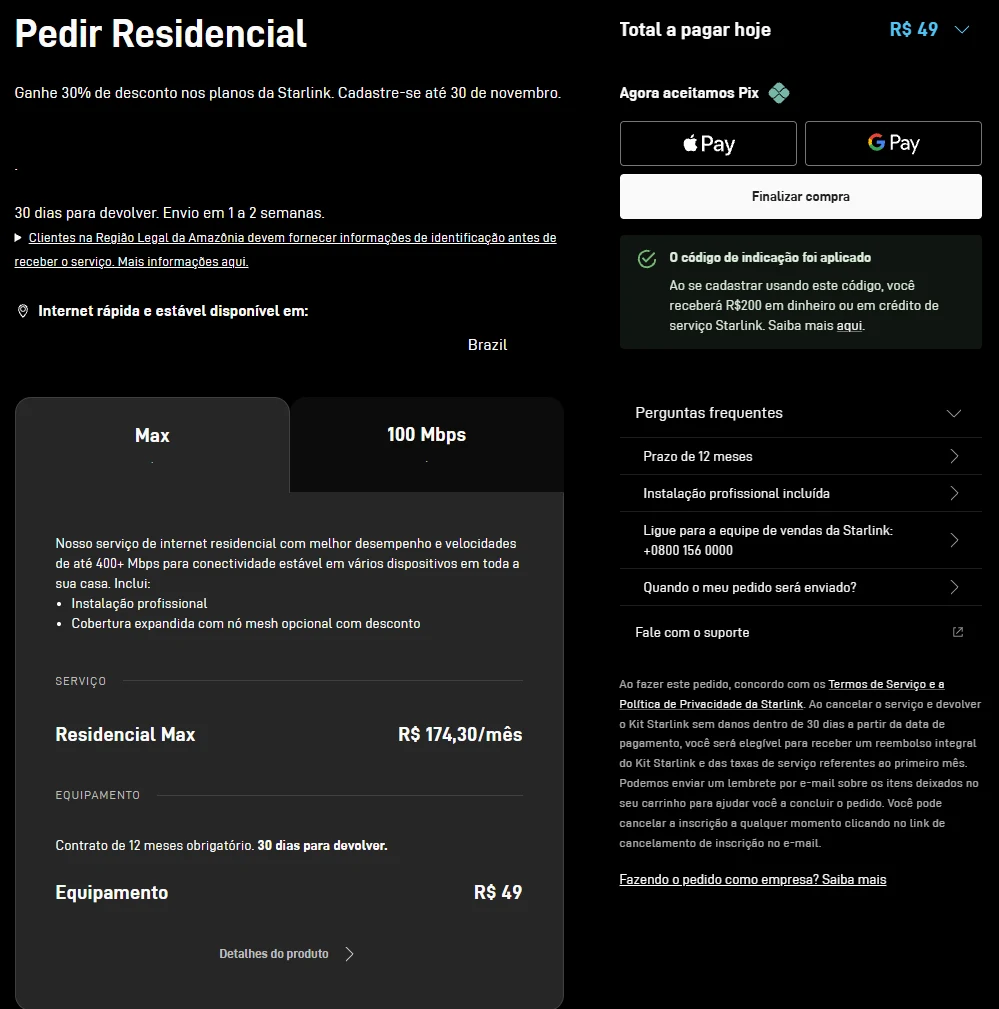 Pedir Residencial
Ganhe 30% de desconto nos planos da Starlink. Cadastre-se até 30 de novembro.
.
30 dias para devolver. Envio em 1 a 2 semanas.
Clientes na Região Legal da Amazônia devem fornecer informações de identificação antes de
receber o serviço. Mais informações aqui.
Internet rápida e estável disponível em:
Brazil
Max
.
100 Mbps
.
Nosso serviço de internet residencial com melhor desempenho e velocidades
de até 400+ Mbps para conectividade estável em vários dispositivos em toda a
sua casa. Inclui:
• Instalação profissional
• Cobertura expandida com nó mesh opcional com desconto
SERVIÇO
Residencial Max R$ 174,30/mês
EQUIPAMENTO
Contrato de 12 meses obrigatório. 30 dias para devolver.
Equipamento R$ 49
Detalhes do produto
Total a pagar hoje R$ 49
Agora aceitamos Pix
Pay
G Pay
Finalizar compra
O código de indicação foi aplicado
Ao se cadastrar usando este código, você
receberá R$200 em dinheiro ou em crédito de
serviço Starlink. Saiba mais aqui.
Perguntas frequentes
Prazo de 12 meses
Instalação profissional incluída
Ligue para a equipe de vendas da Starlink:
+0800 156 0000
Quando o meu pedido será enviado?
Fale com o suporte
Ao fazer este pedido, concordo com os Termos de Serviço e a
Política de Privacidade da Starlink. Ao cancelar o serviço e devolver
o Kit Starlink sem danos dentro de 30 dias a partir da data de
pagamento, você será elegível para receber um reembolso integral
do Kit Starlink e das taxas de serviço referentes ao primeiro mês.
Podemos enviar um lembrete por e-mail sobre os itens deixados no
seu carrinho para ajudar você a concluir o pedido. Você pode
cancelar a inscrição a qualquer momento clicando no link de
cancelamento de inscrição no e-mail.
Fazendo o pedido como empresa? Saiba mais